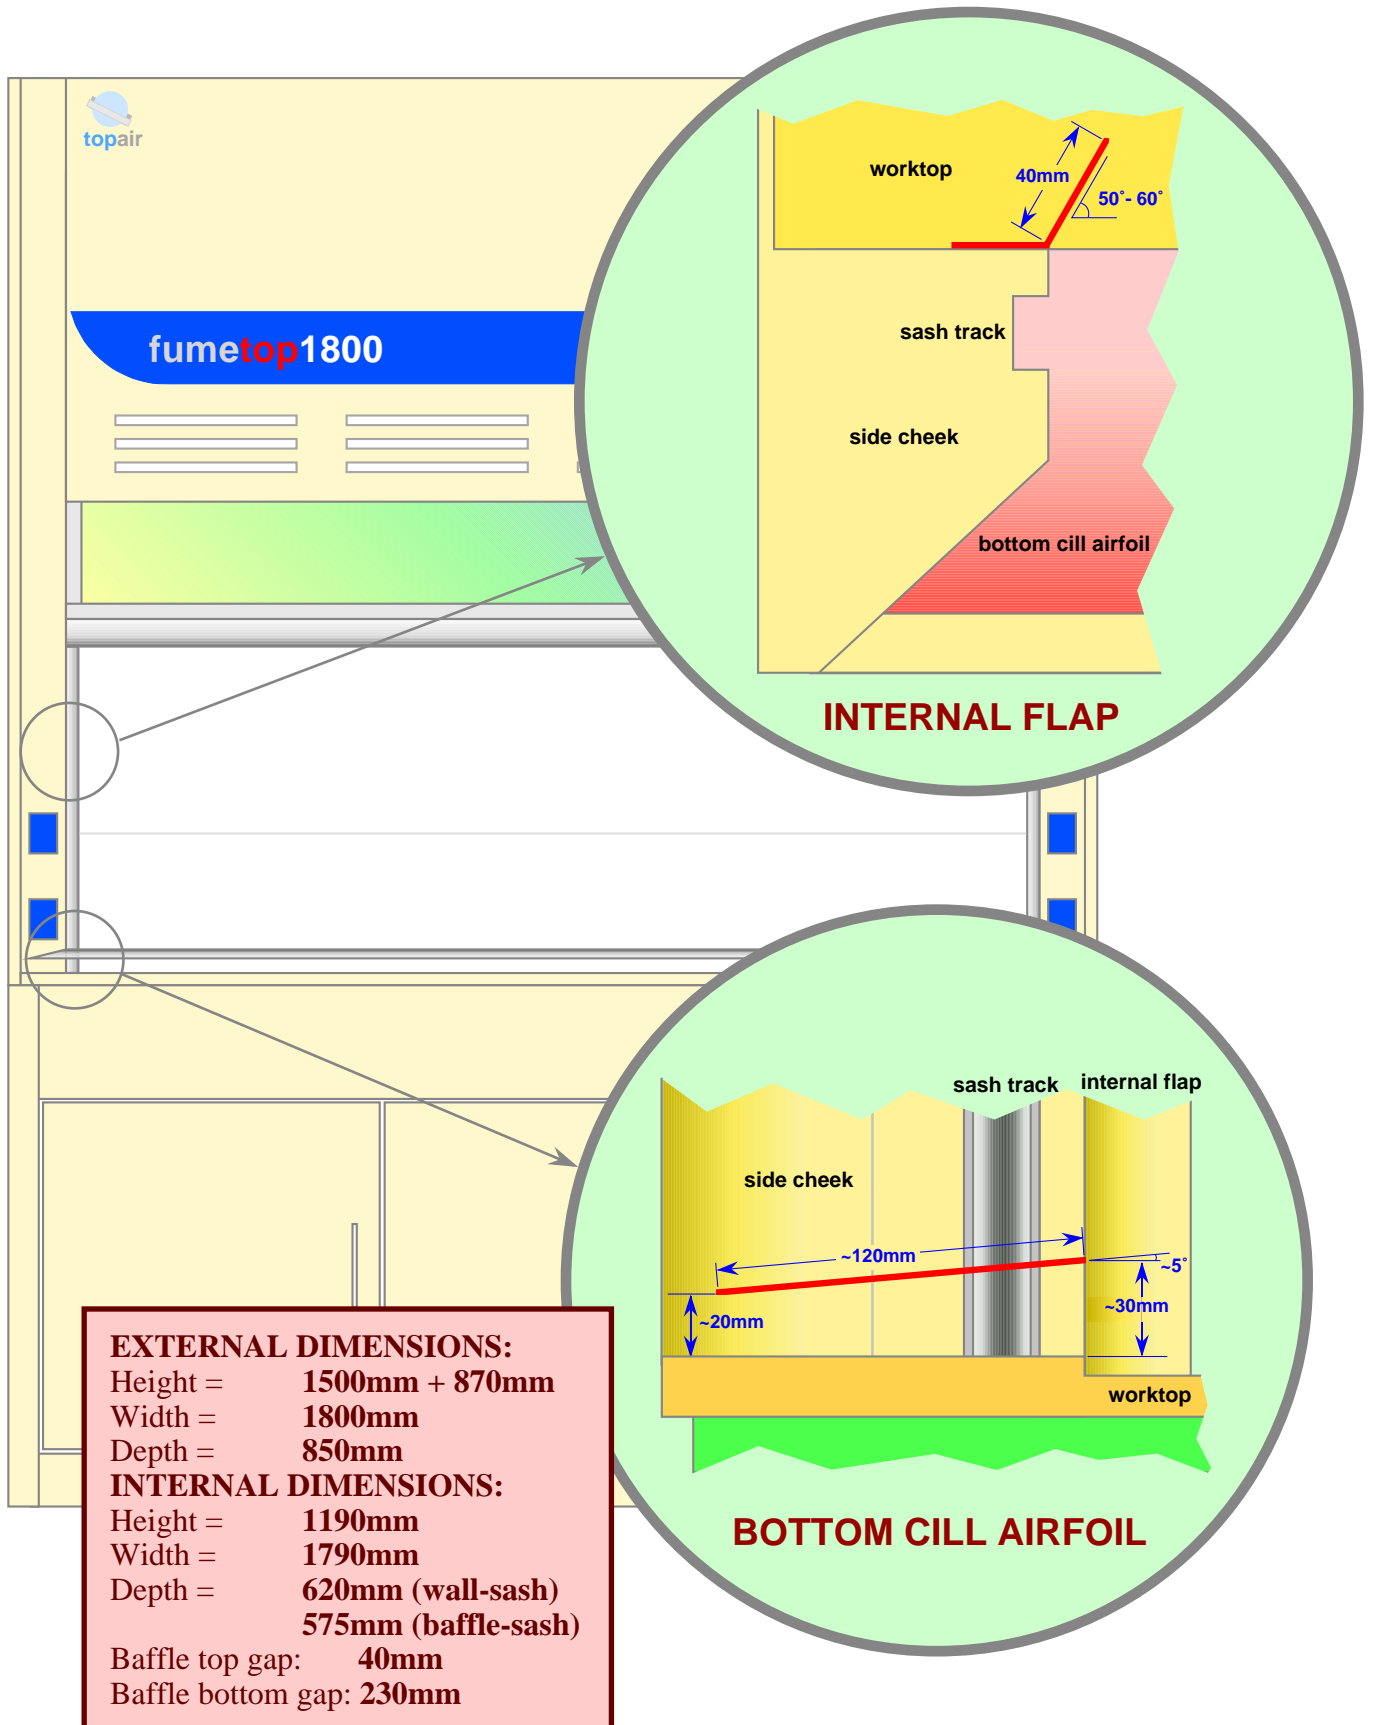 topair
fumetop1800
worktop
40mm
50˚- 60˚
sash track
side cheek
bottom cill airfoil
INTERNAL FLAP
sash track
internal flap
side cheek
~120mm
~5˚
~20mm
~30mm
worktop
BOTTOM CILL AIRFOIL
EXTERNAL DIMENSIONS:
Height = 1500mm + 870mm
Width = 1800mm
Depth = 850mm
INTERNAL DIMENSIONS:
Height = 1190mm
Width = 1790mm
Depth = 620mm (wall-sash)
575mm (baffle-sash)
Baffle top gap: 40mm
Baffle bottom gap: 230mm